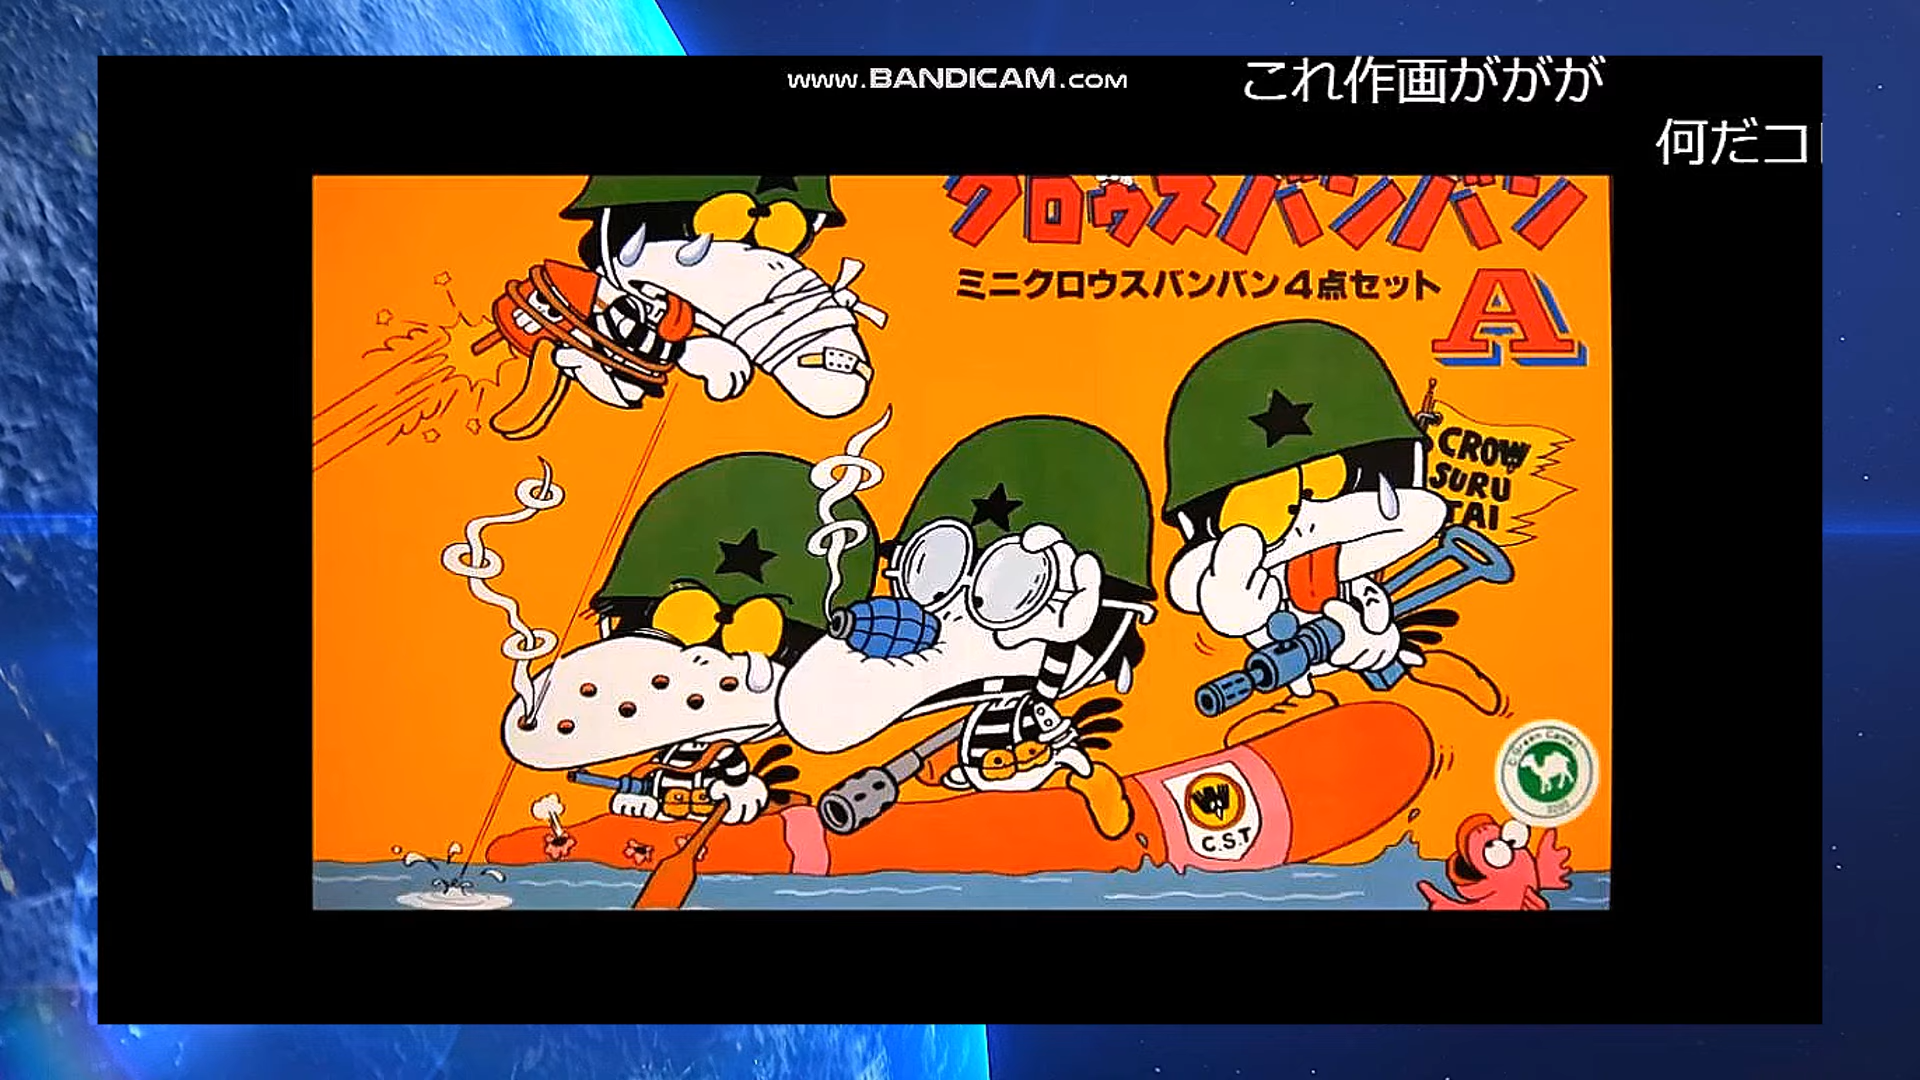 www.BANDICAM.com
これ作画ががが
何だコ
クロウスバンバン
ミニクロウスバンバン4点セット
A
CROW
SURU
TAI
C.S.T
Green Camel